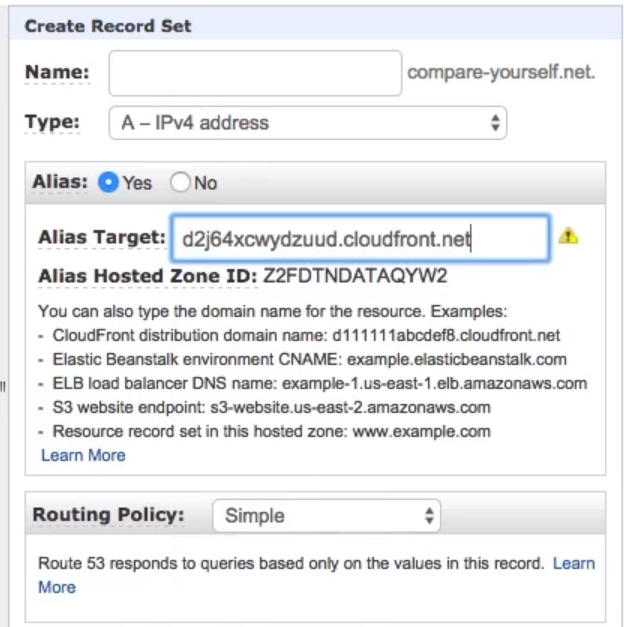 Create Record Set
Name: compare-yourself.net.
Type: A – IPv4 address
Alias: Yes No
Alias Target: d2j64xcwydzuud.cloudfront.net
Alias Hosted Zone ID: Z2FDTNDATAQYW2
You can also type the domain name for the resource. Examples:
- CloudFront distribution domain name: d111111abcdef8.cloudfront.net
- Elastic Beanstalk environment CNAME: example.elasticbeanstalk.com
- ELB load balancer DNS name: example-1.us-east-1.elb.amazonaws.com
- S3 website endpoint: s3-website.us-east-2.amazonaws.com
- Resource record set in this hosted zone: www.example.com
Learn More
Routing Policy: Simple
Route 53 responds to queries based only on the values in this record. Learn
More